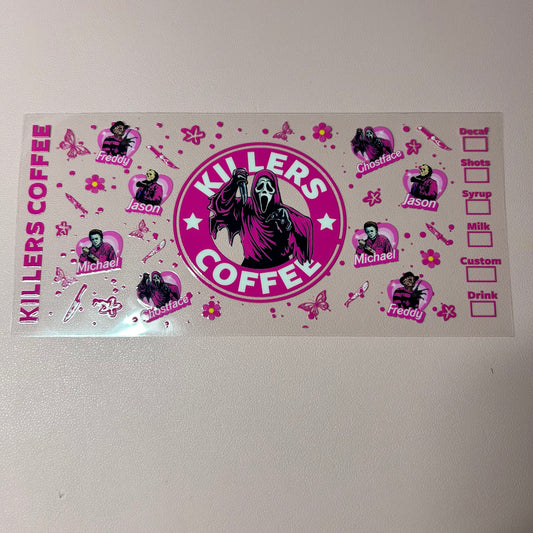 KILLERS COFFEE
Freddy
Jason
Michael
Ghostface
KILLERS
COFFEE
Ghostface
Jason
Michael
Freddy
Decaf
Shots
Syrup
Milk
Custom
Drink